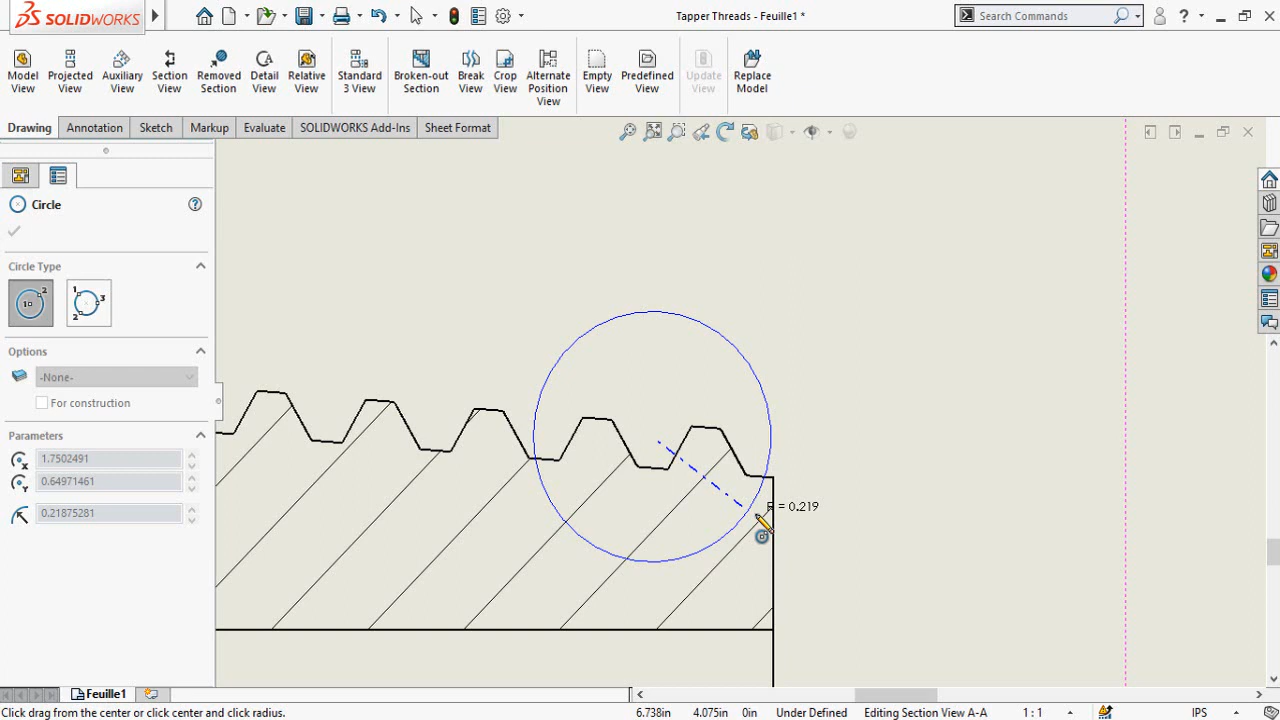 SOLIDWORKS
Tapper Threads - Feuille1 *
Search Commands
?
Model View
Projected View
Auxiliary View
Section View
Removed Section
Detail View
Relative View
Standard 3 View
Broken-out Section
Break View
Crop View
Alternate Position View
Empty View
Predefined View
Update View
Replace Model
Drawing
Annotation
Sketch
Markup
Evaluate
SOLIDWORKS Add-Ins
Sheet Format
Circle
?
Circle Type
Options
-None-
For construction
Parameters
1.7502491
0.64971461
0.21875281
R = 0.219
Feuille1
Click drag from the center or click center and click radius.
6.738in
4.075in
0in
Under Defined
Editing Section View A-A
1 : 1
IPS